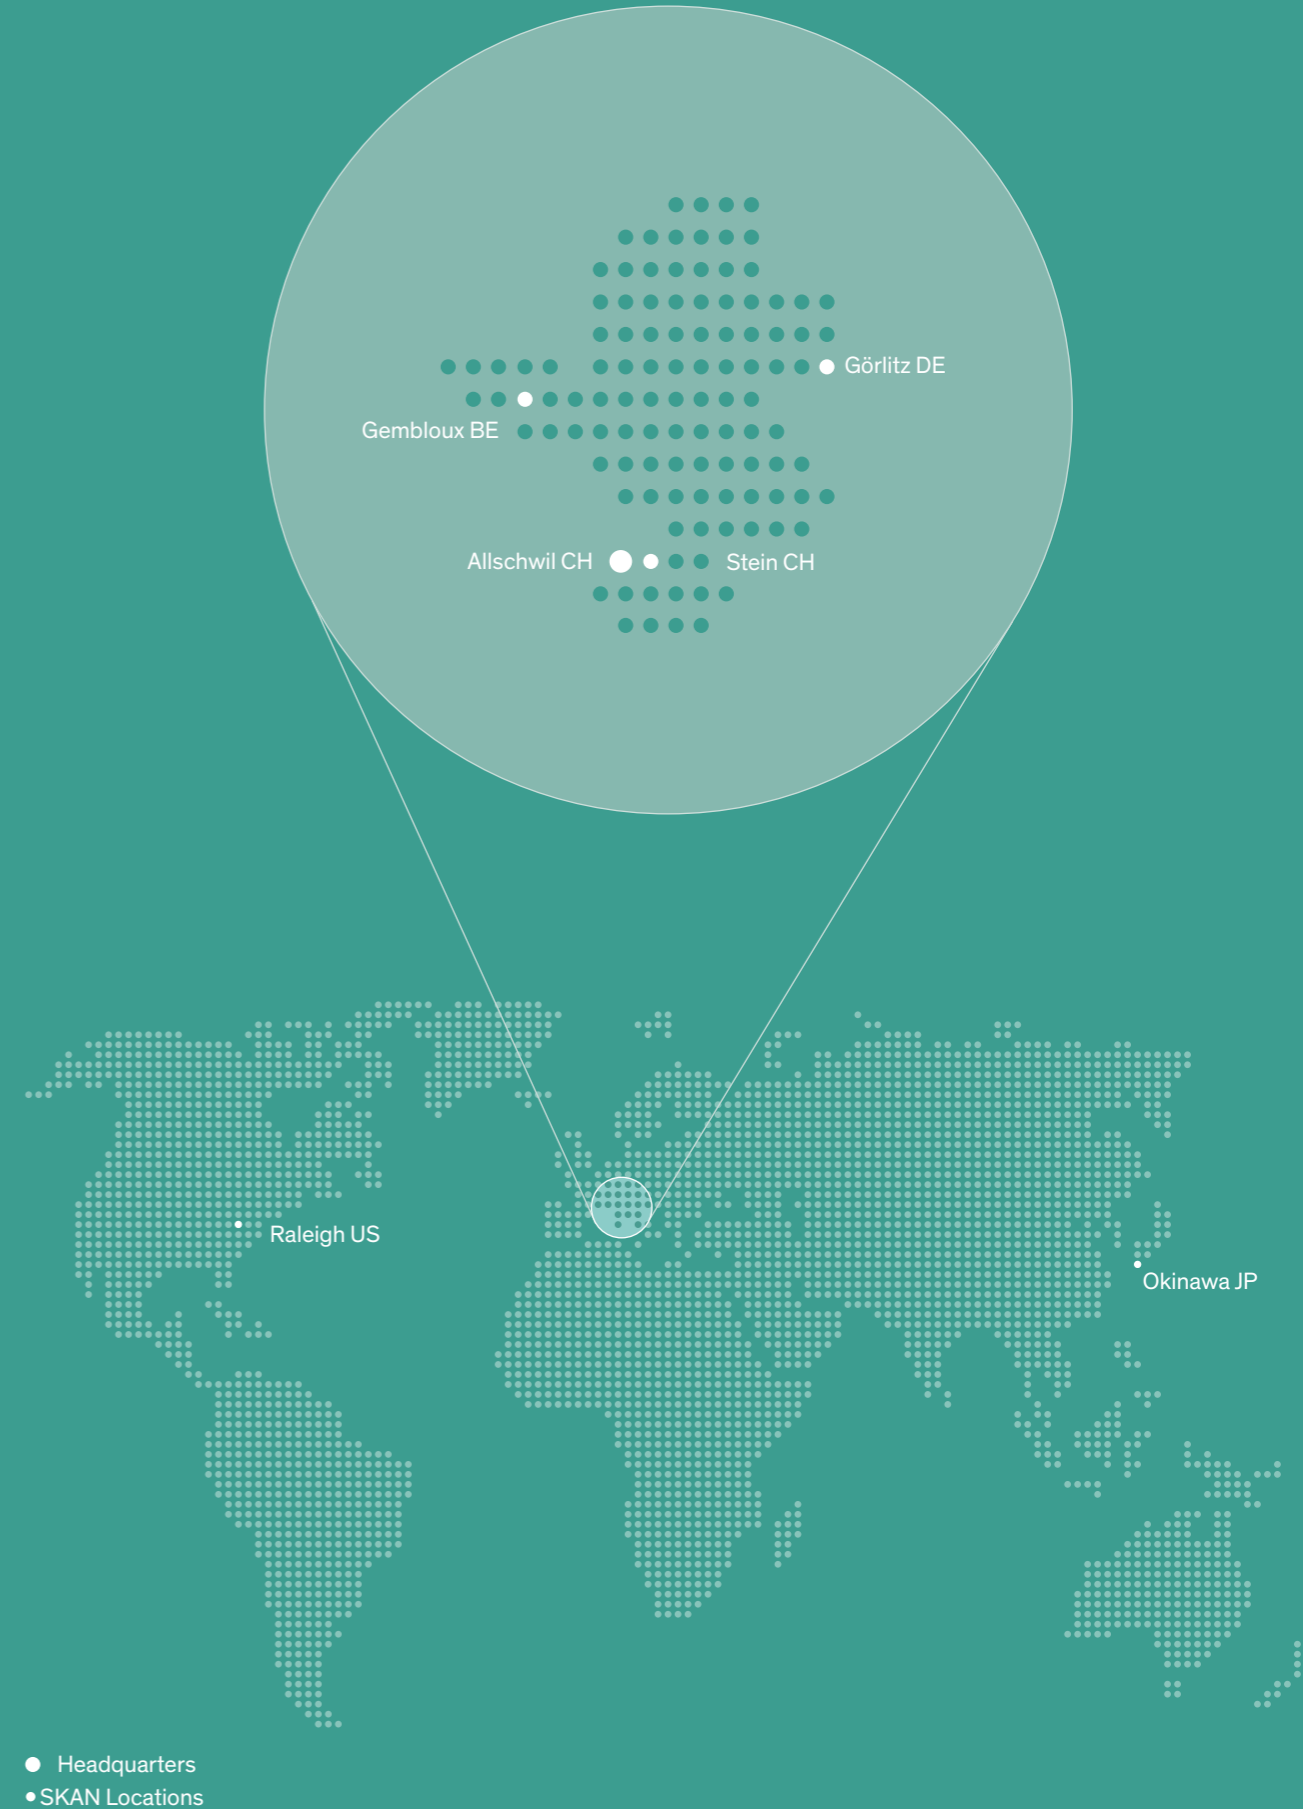 Görlitz DE
Gembloux BE
Allschwil CH
Stein CH
Raleigh US
Okinawa JP
Headquarters
SKAN Locations